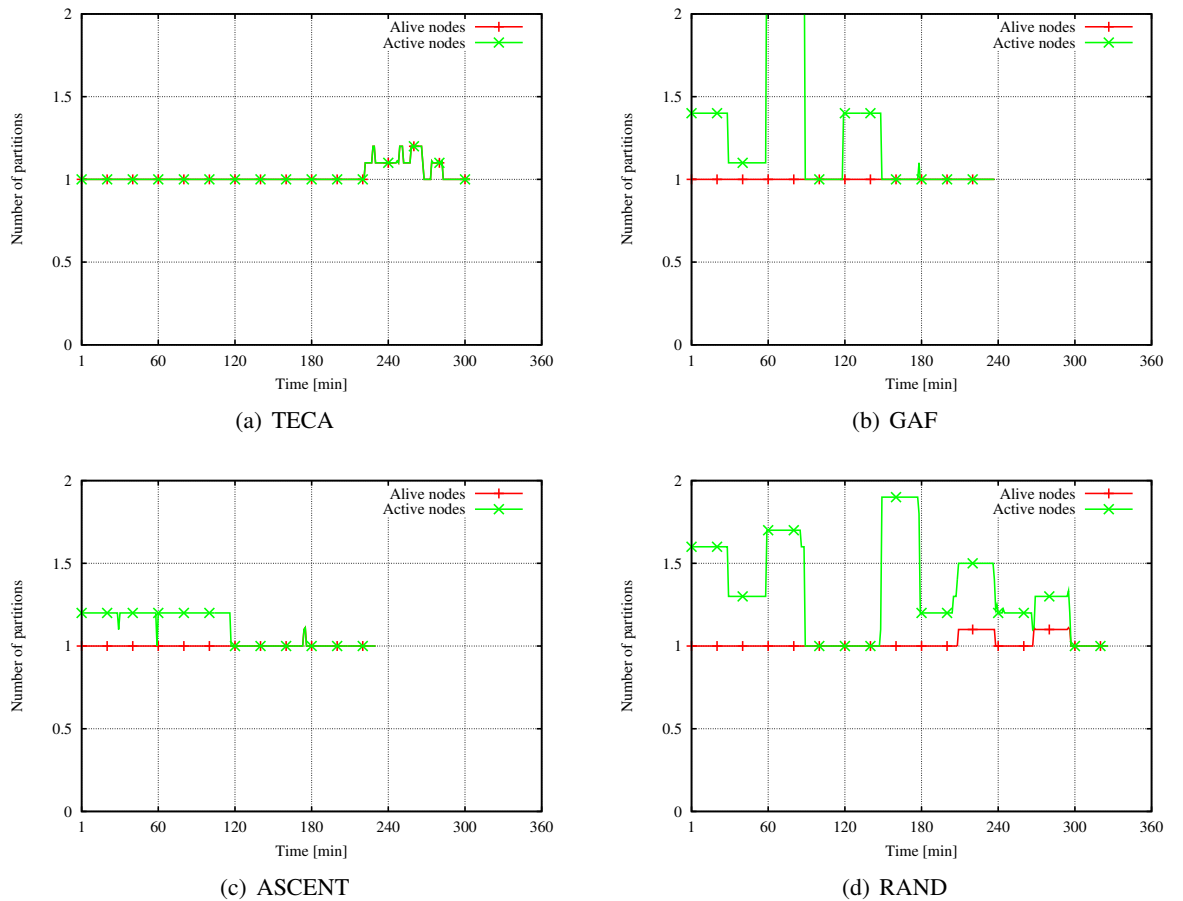 2
1.5
1
0.5
0
Number of partitions
Alive nodes
Active nodes
1 60 120 180 240 300 360
Time [min]
(a) TECA
2
1.5
1
0.5
0
Number of partitions
Alive nodes
Active nodes
1 60 120 180 240 300 360
Time [min]
(b) GAF
2
1.5
1
0.5
0
Number of partitions
Alive nodes
Active nodes
1 60 120 180 240 300 360
Time [min]
(c) ASCENT
2
1.5
1
0.5
0
Number of partitions
Alive nodes
Active nodes
1 60 120 180 240 300 360
Time [min]
(d) RAND